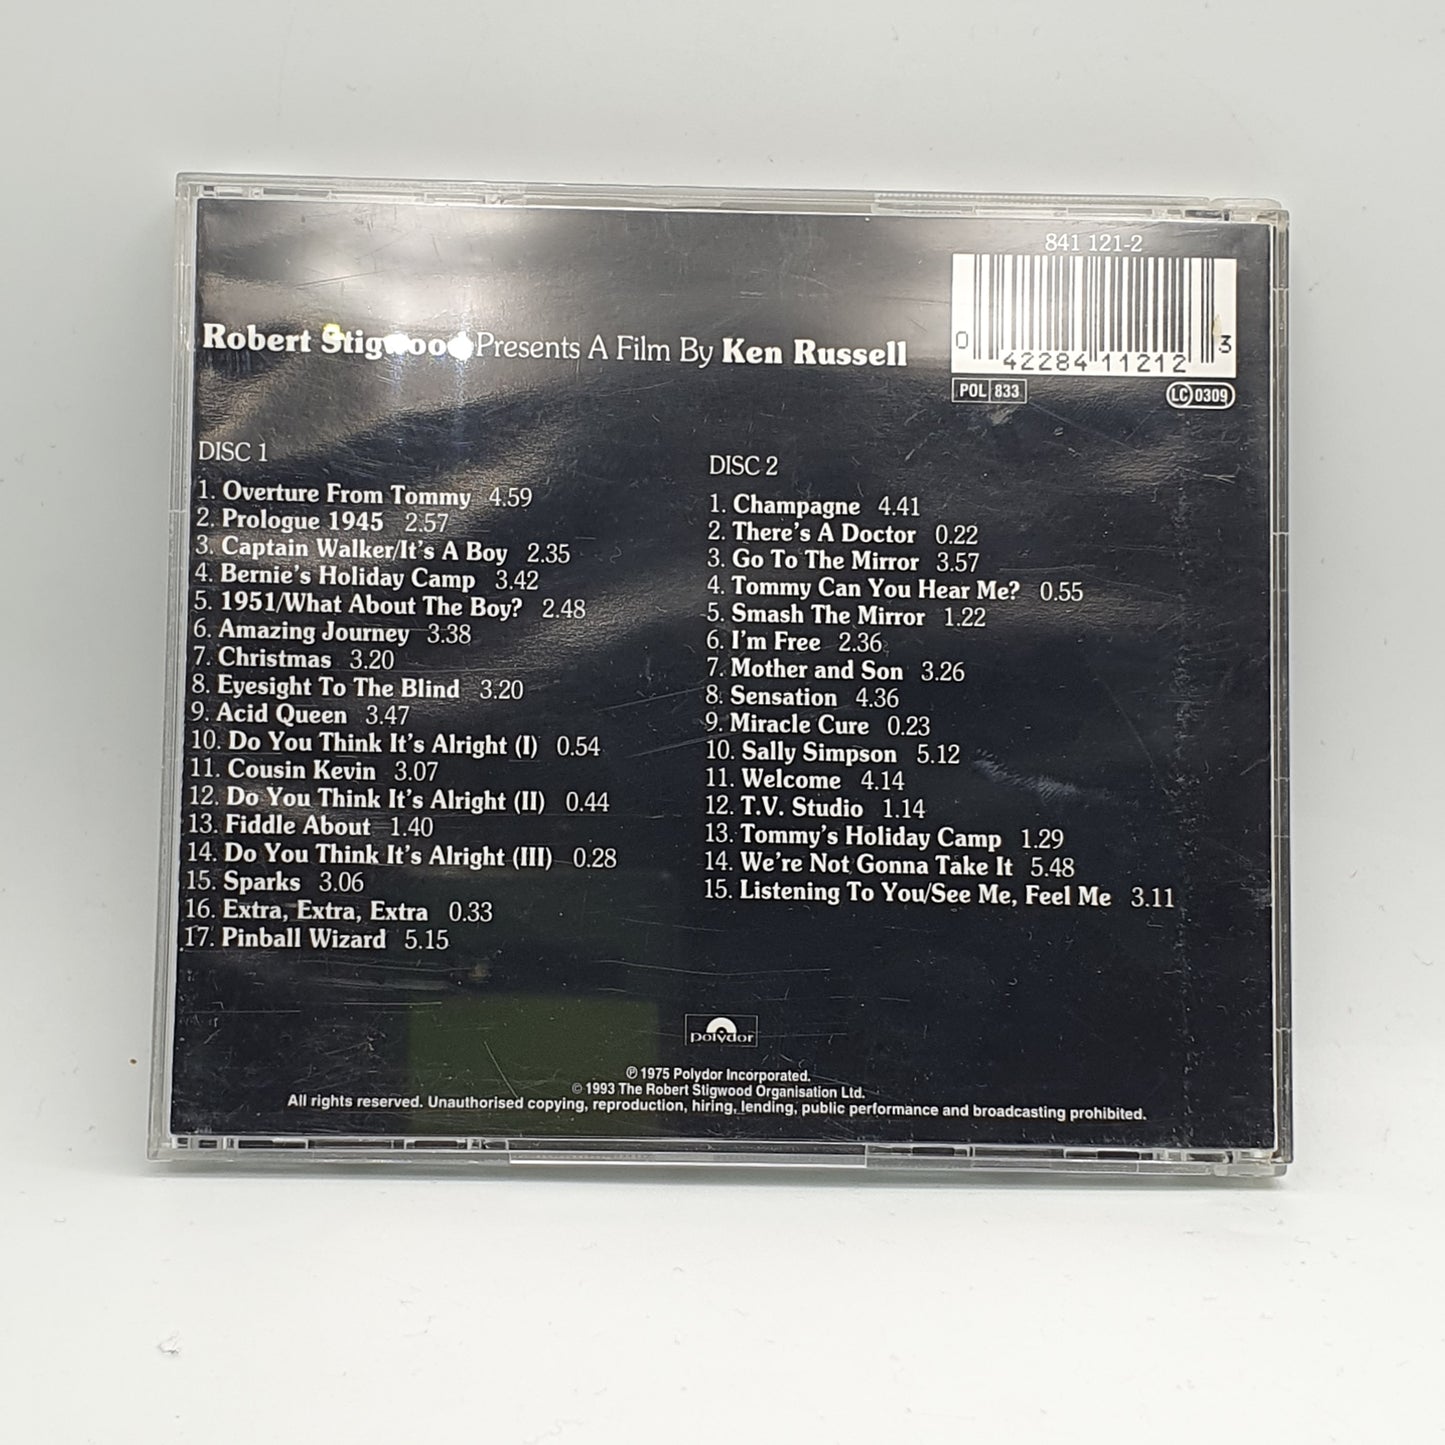 841 121-2
0 42284 11212 3
POL 833
LC 0309
Robert Stigwood Presents A Film By Ken Russell
DISC 1
1. Overture From Tommy 4.59
2. Prologue 1945 2.57
3. Captain Walker/It's A Boy 2.35
4. Bernie's Holiday Camp 3.42
5. 1951/What About The Boy? 2.48
6. Amazing Journey 3.38
7. Christmas 3.20
8. Eyesight To The Blind 3.20
9. Acid Queen 3.47
10. Do You Think It's Alright (I) 0.54
11. Cousin Kevin 3.07
12. Do You Think It's Alright (II) 0.44
13. Fiddle About 1.40
14. Do You Think It's Alright (III) 0.28
15. Sparks 3.06
16. Extra, Extra, Extra 0.33
17. Pinball Wizard 5.15
DISC 2
1. Champagne 4.41
2. There's A Doctor 0.22
3. Go To The Mirror 3.57
4. Tommy Can You Hear Me? 0.55
5. Smash The Mirror 1.22
6. I'm Free 2.36
7. Mother and Son 3.26
8. Sensation 4.36
9. Miracle Cure 0.23
10. Sally Simpson 5.12
11. Welcome 4.14
12. T.V. Studio 1.14
13. Tommy's Holiday Camp 1.29
14. We're Not Gonna Take It 5.48
15. Listening To You/See Me, Feel Me 3.11
polydor
℗ 1975 Polydor Incorporated.
© 1993 The Robert Stigwood Organisation Ltd.
All rights reserved. Unauthorised copying, reproduction, hiring, lending, public performance and broadcasting prohibited.